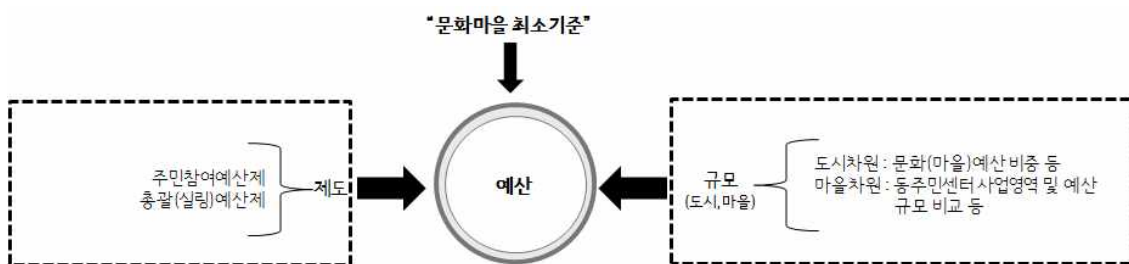 “문화마을 최소기준”
주민참여예산제
총괄(실링)예산제
제도
예산
규모
(도시,마을)
도시차원 : 문화(마을)예산 비중 등
마을차원 : 동주민센터 사업영역 및 예산
규모 비교 등